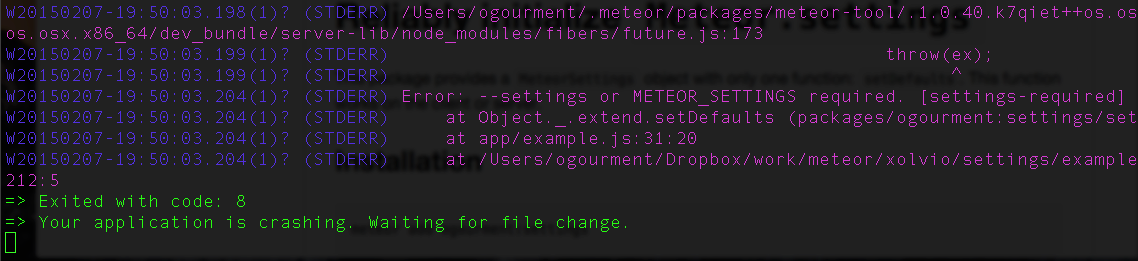 W20150207-19:50:03.198(1)? (STDERR) /Users/ogourment/.meteor/packages/meteor-tool/.1.0.40.k7qiet++os.os
os.osx.x86_64/dev_bundle/server-lib/node_modules/fibers/future.js:173
W20150207-19:50:03.199(1)? (STDERR) throw(ex);
W20150207-19:50:03.199(1)? (STDERR) ^
W20150207-19:50:03.204(1)? (STDERR) Error: --settings or METEOR_SETTINGS required. [settings-required]
W20150207-19:50:03.204(1)? (STDERR) at Object._.extend.setDefaults (packages/ogourment:settings/set
W20150207-19:50:03.204(1)? (STDERR) at app/example.js:31:20
W20150207-19:50:03.204(1)? (STDERR) at /Users/ogourment/Dropbox/work/meteor/xolvio/settings/example
212:5
=> Exited with code: 8
=> Your application is crashing. Waiting for file change.